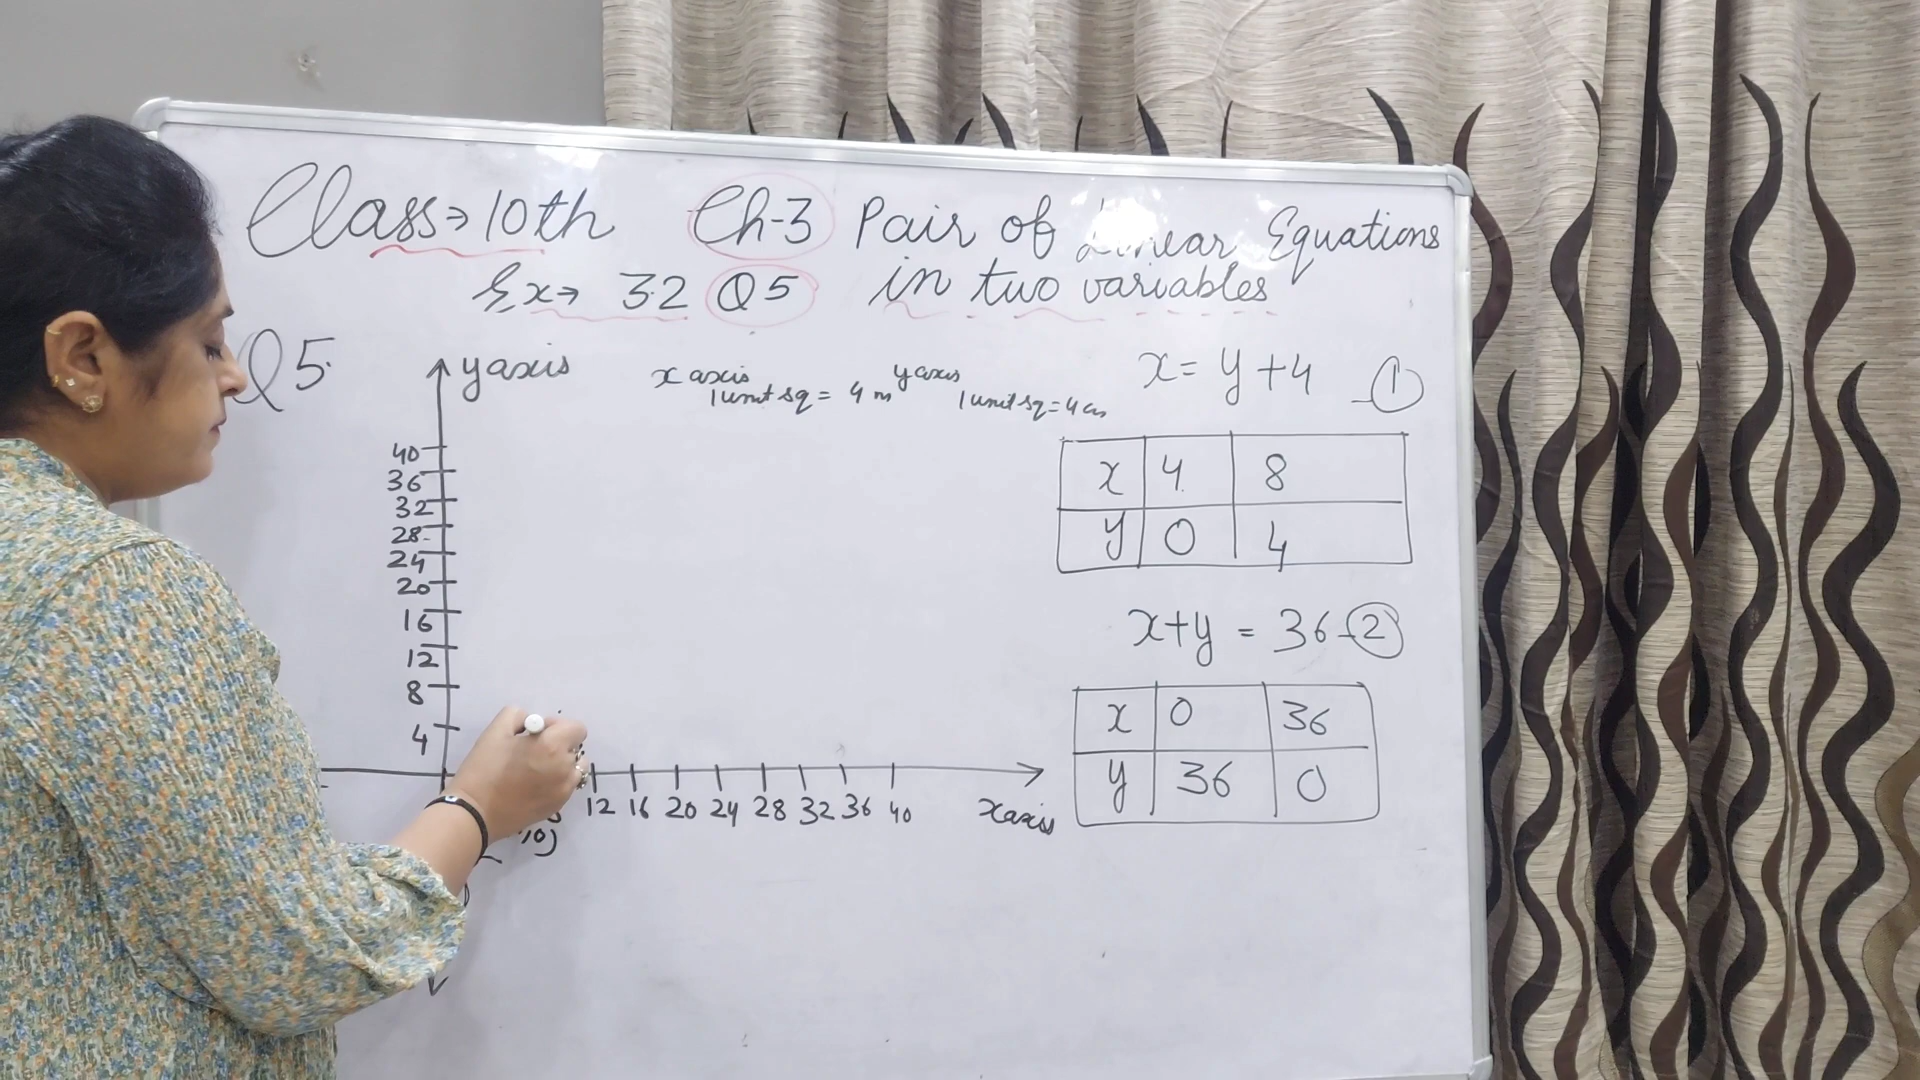 Class → 10th Ch-3 Pair of Linear Equations
Ex → 3.2 Q5 in two variables
Q5.
y axis
x axis
1 unit sq = 4 m
y axis
1 unit sq = 4 cm
x = y + 4 — ①
x 4 8
y 0 4
x + y = 36 — ②
x 0 36
y 36 0
40
36
32
28
24
20
16
12
8
4
12 16 20 24 28 32 36 40
x axis